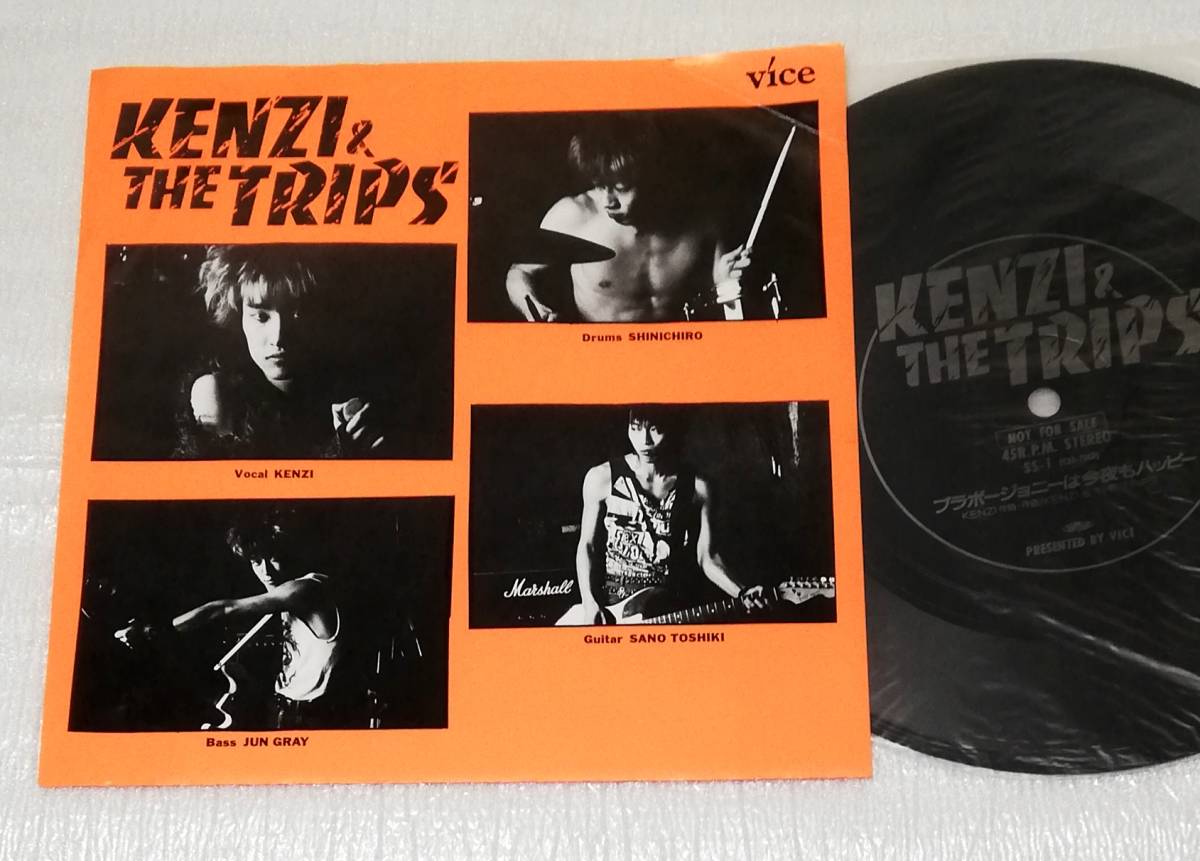 vice
KENZI &
THE TRIPS
Drums SHINICHIRO
Vocal KENZI
Marshall
Guitar SANO TOSHIKI
Bass JUN GRAY
KENZI &
THE TRIPS
NOT FOR SALE
45R.P.M. STEREO
SS-1
ブラボージョニーは今夜もハッピー
KENZI
PRESENTED BY VICE